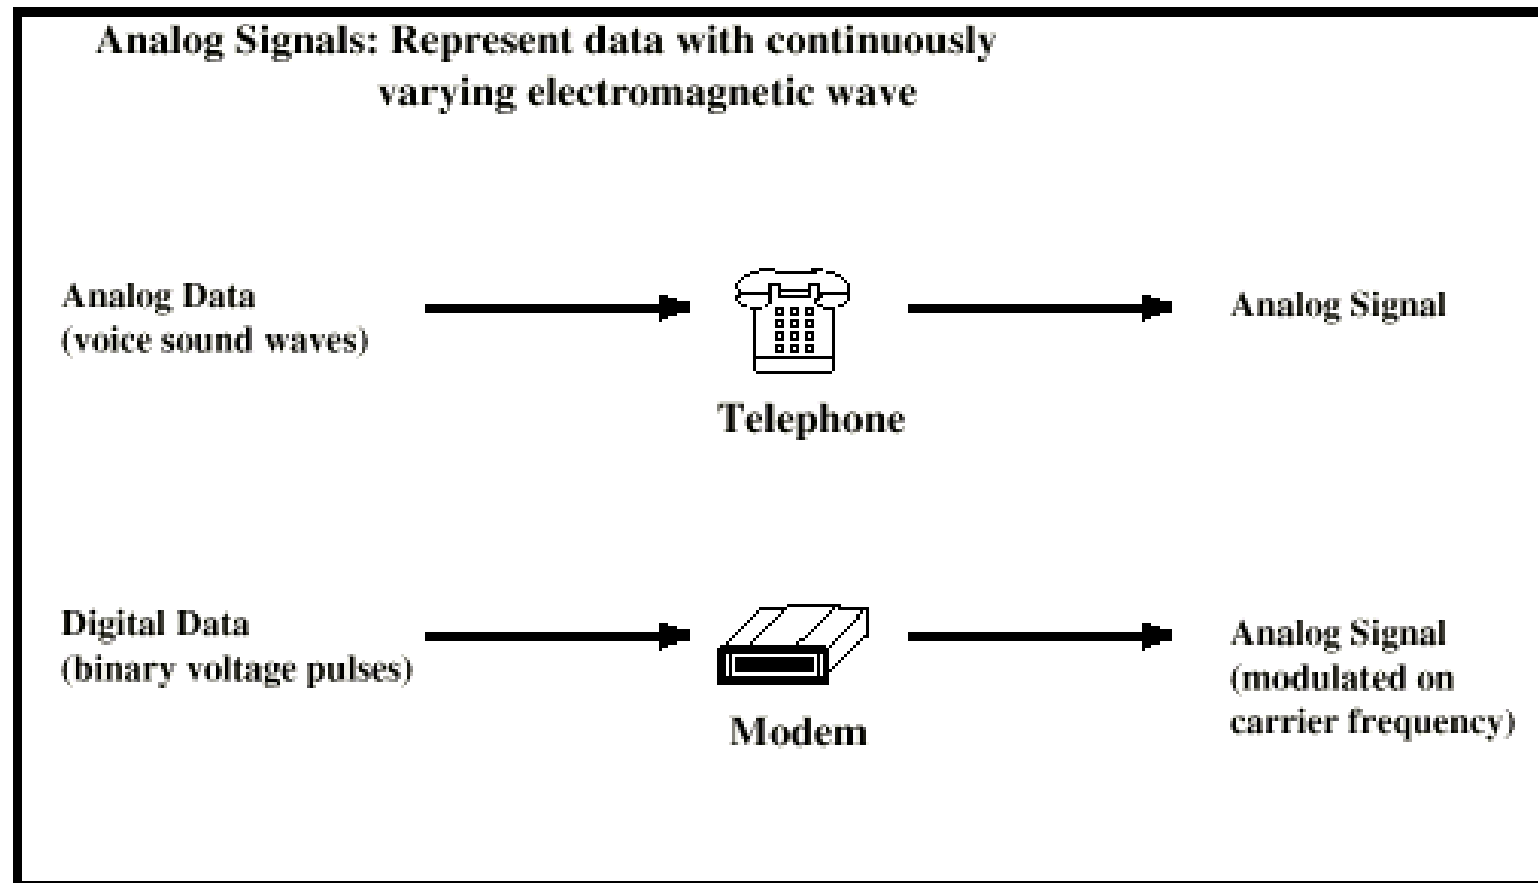 Analog Signals: Represent data with continuously
varying electromagnetic wave
Analog Data
(voice sound waves)
Telephone
Analog Signal
Digital Data
(binary voltage pulses)
Modem
Analog Signal
(modulated on
carrier frequency)